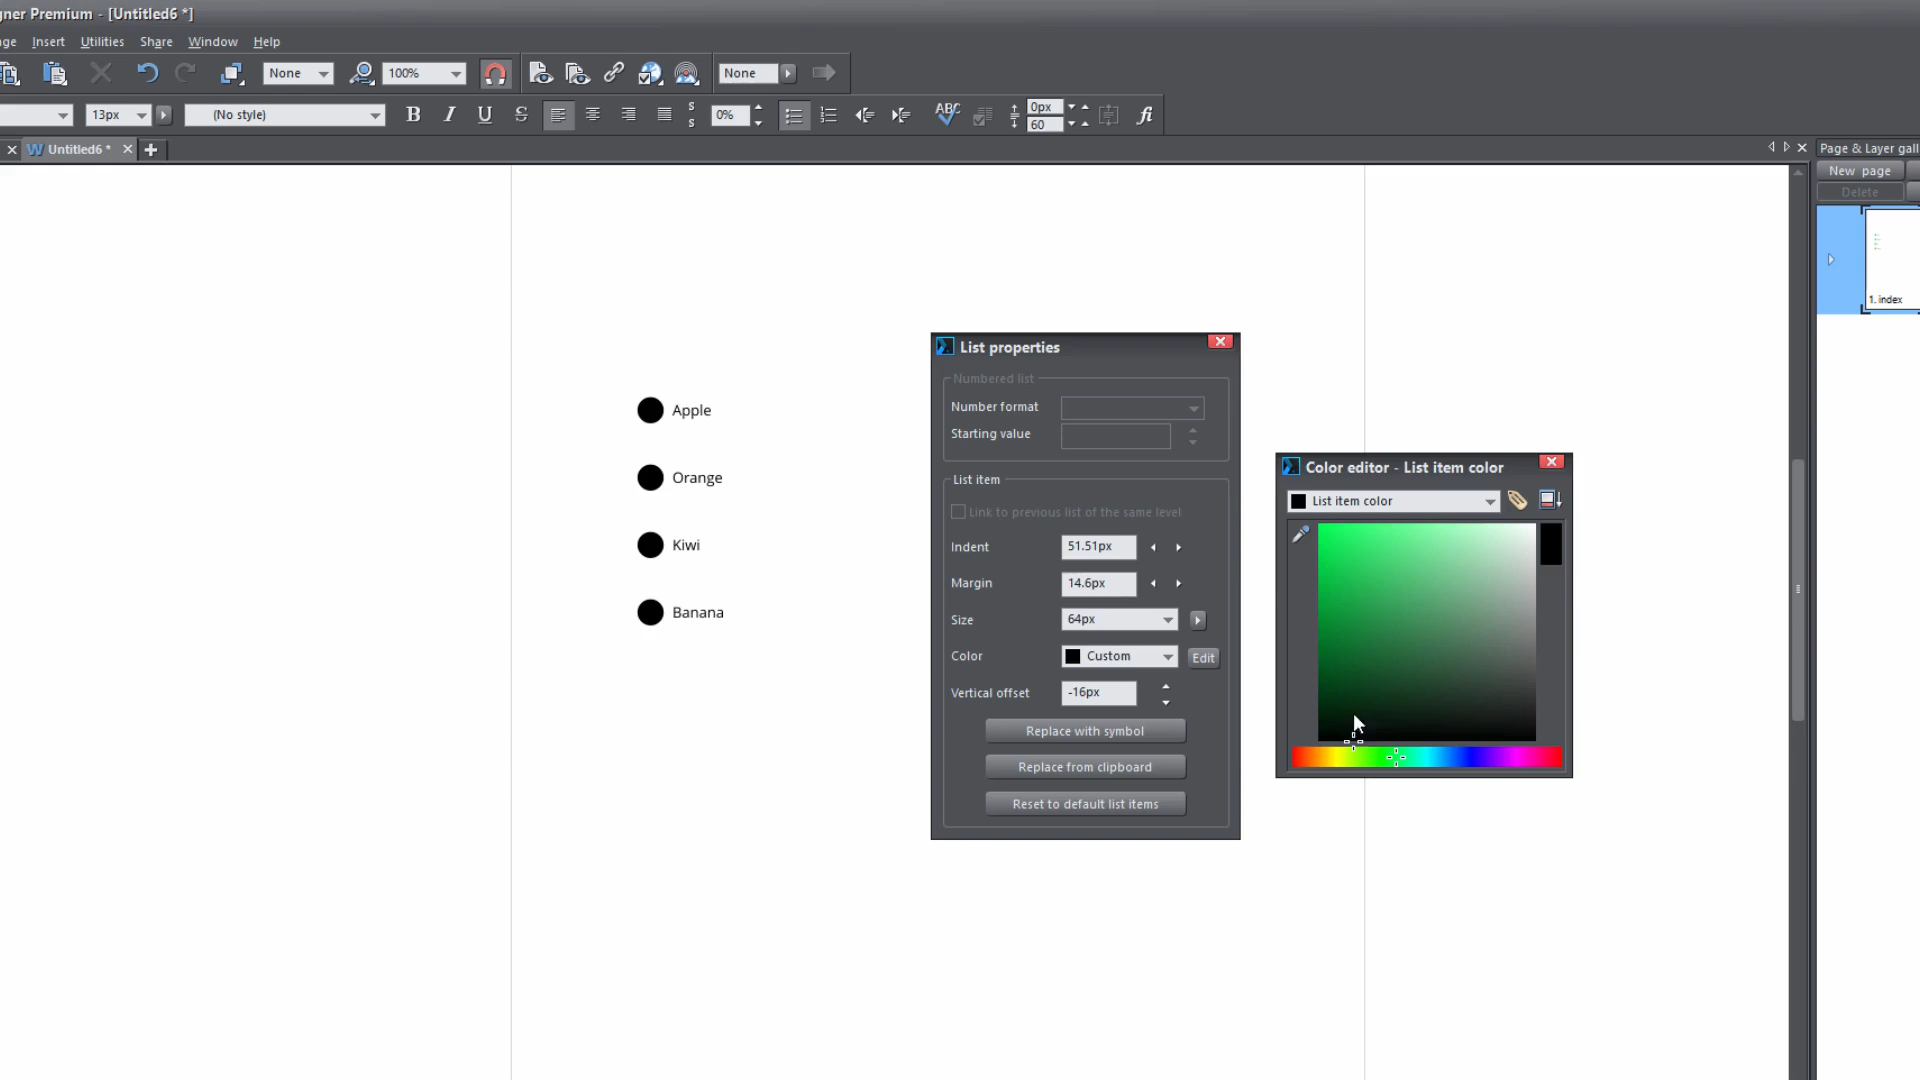 gner Premium - [Untitled6 *]
ge Insert Utilities Share Window Help
None 100% None
13px (No style) B I U S S S 0% ABC 0px 60 fi
W Untitled6 * +
Page & Layer gall
New page
Delete
1. index
Apple
Orange
Kiwi
Banana
List properties
Numbered list
Number format
Starting value
List item
Link to previous list of the same level
Indent 51.51px
Margin 14.6px
Size 64px
Color Custom Edit
Vertical offset -16px
Replace with symbol
Replace from clipboard
Reset to default list items
Color editor - List item color
List item color